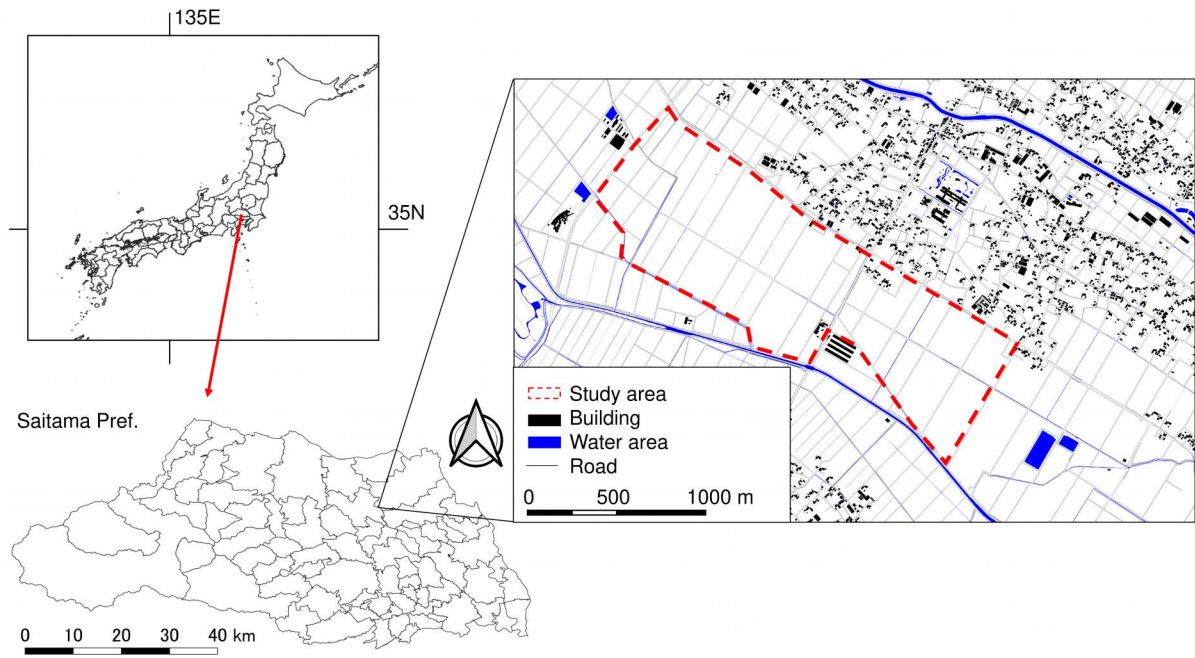 135E
35N
Saitama Pref.
Study area
Building
Water area
Road
0 500 1000 m
0 10 20 30 40 km